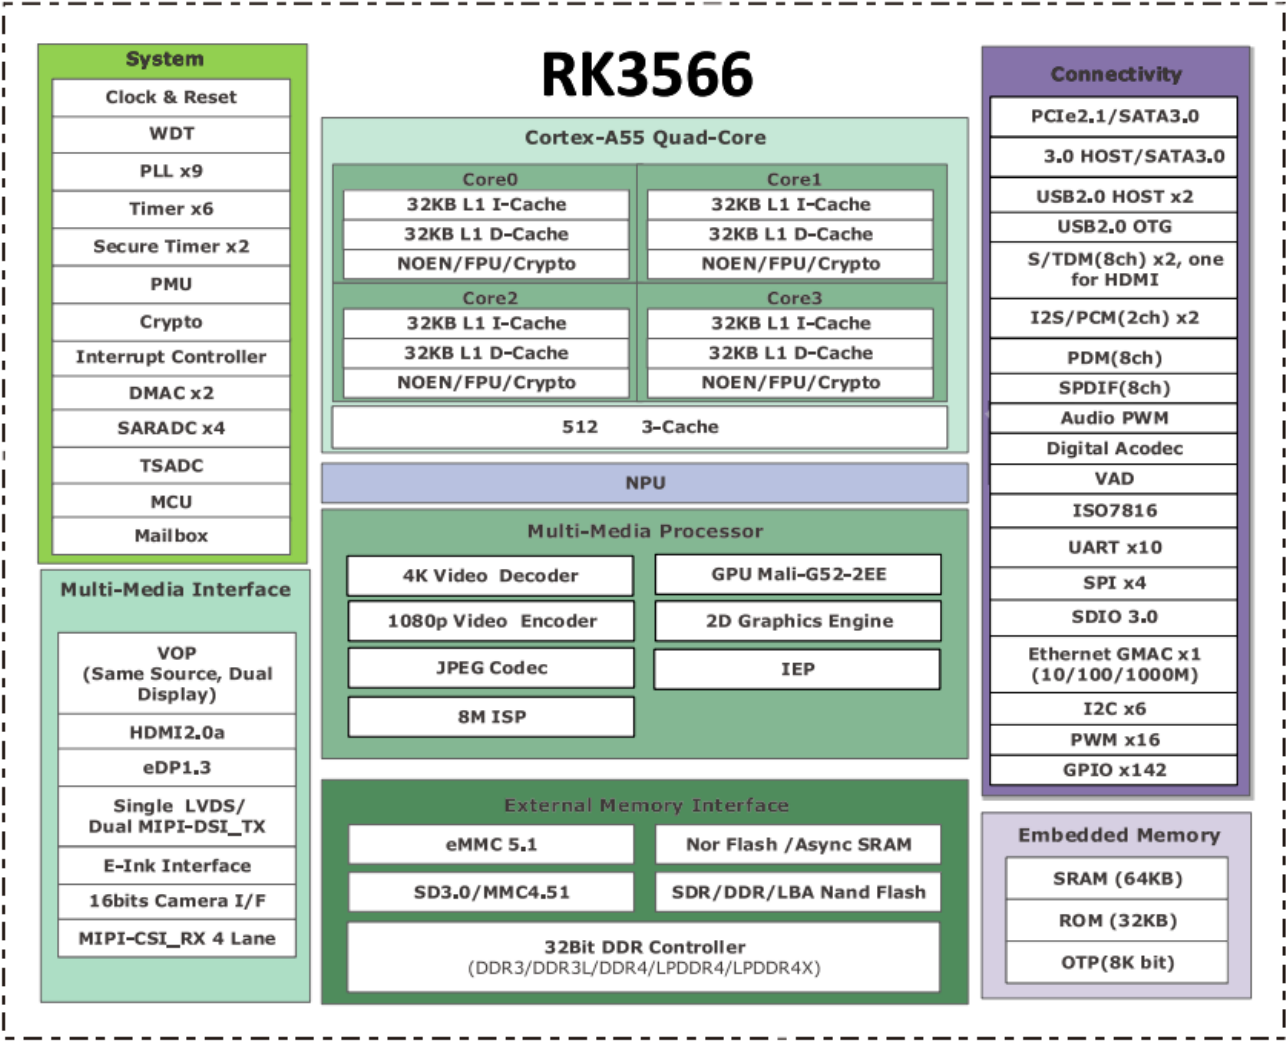 RK3566
System
Clock & Reset
WDT
PLL x9
Timer x6
Secure Timer x2
PMU
Crypto
Interrupt Controller
DMAC x2
SARADC x4
TSADC
MCU
Mailbox
Multi-Media Interface
VOP
(Same Source, Dual
Display)
HDMI2.0a
eDP1.3
Single LVDS/
Dual MIPI-DSI_TX
E-Ink Interface
16bits Camera I/F
MIPI-CSI_RX 4 Lane
Cortex-A55 Quad-Core
Core0
32KB L1 I-Cache
32KB L1 D-Cache
NOEN/FPU/Crypto
Core1
32KB L1 I-Cache
32KB L1 D-Cache
NOEN/FPU/Crypto
Core2
32KB L1 I-Cache
32KB L1 D-Cache
NOEN/FPU/Crypto
Core3
32KB L1 I-Cache
32KB L1 D-Cache
NOEN/FPU/Crypto
512 3-Cache
NPU
Multi-Media Processor
4K Video Decoder
1080p Video Encoder
JPEG Codec
8M ISP
GPU Mali-G52-2EE
2D Graphics Engine
IEP
External Memory Interface
eMMC 5.1
Nor Flash /Async SRAM
SD3.0/MMC4.51
SDR/DDR/LBA Nand Flash
32Bit DDR Controller
(DDR3/DDR3L/DDR4/LPDDR4/LPDDR4X)
Connectivity
PCIe2.1/SATA3.0
3.0 HOST/SATA3.0
USB2.0 HOST x2
USB2.0 OTG
S/TDM(8ch) x2, one
for HDMI
I2S/PCM(2ch) x2
PDM(8ch)
SPDIF(8ch)
Audio PWM
Digital Acodec
VAD
ISO7816
UART x10
SPI x4
SDIO 3.0
Ethernet GMAC x1
(10/100/1000M)
I2C x6
PWM x16
GPIO x142
Embedded Memory
SRAM (64KB)
ROM (32KB)
OTP(8K bit)